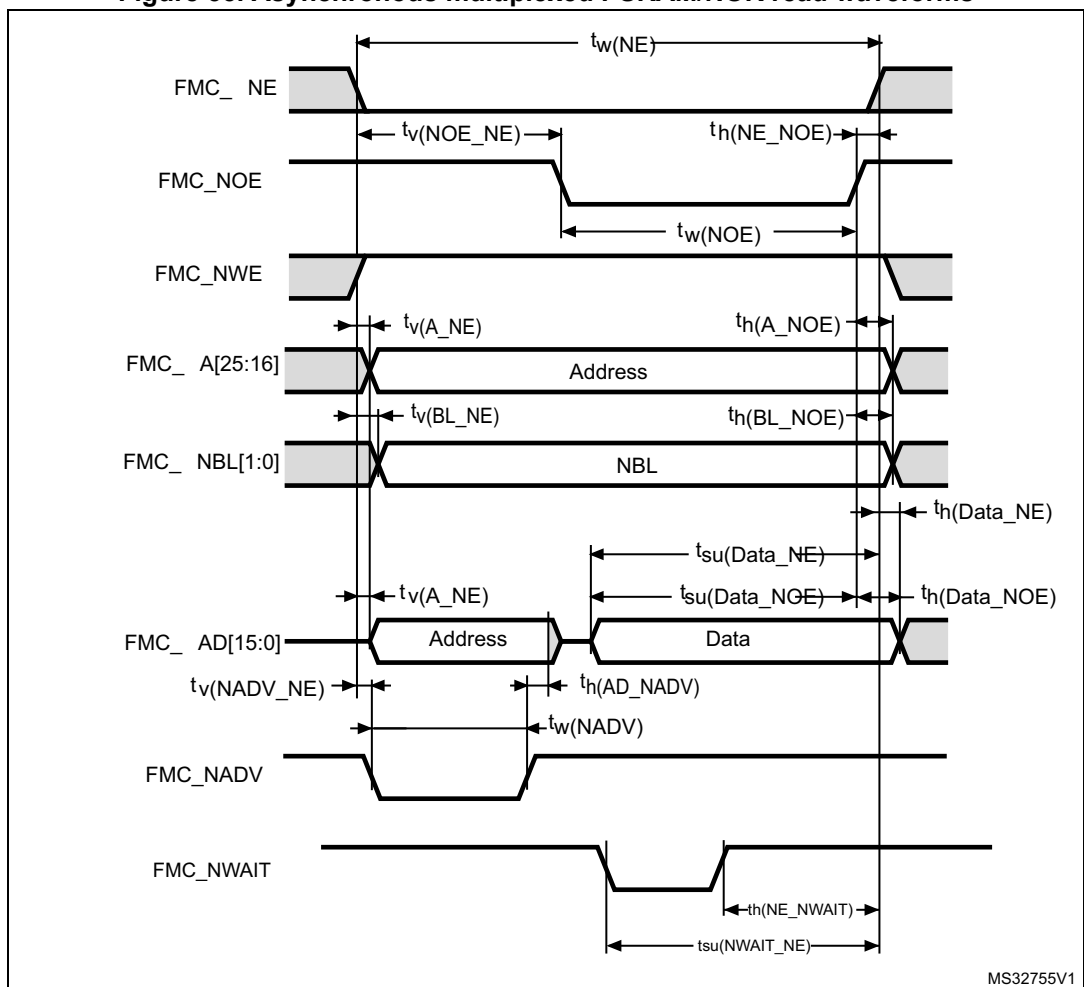 tw(NE)
FMC_ NE
tv(NOE_NE)
th(NE_NOE)
FMC_NOE
tw(NOE)
FMC_NWE
tv(A_NE)
th(A_NOE)
FMC_ A[25:16]
Address
tv(BL_NE)
th(BL_NOE)
FMC_ NBL[1:0]
NBL
th(Data_NE)
tsu(Data_NE)
tv(A_NE)
tsu(Data_NOE)
th(Data_NOE)
FMC_ AD[15:0]
Address
Data
tv(NADV_NE)
th(AD_NADV)
tw(NADV)
FMC_NADV
FMC_NWAIT
th(NE_NWAIT)
tsu(NWAIT_NE)
MS32755V1